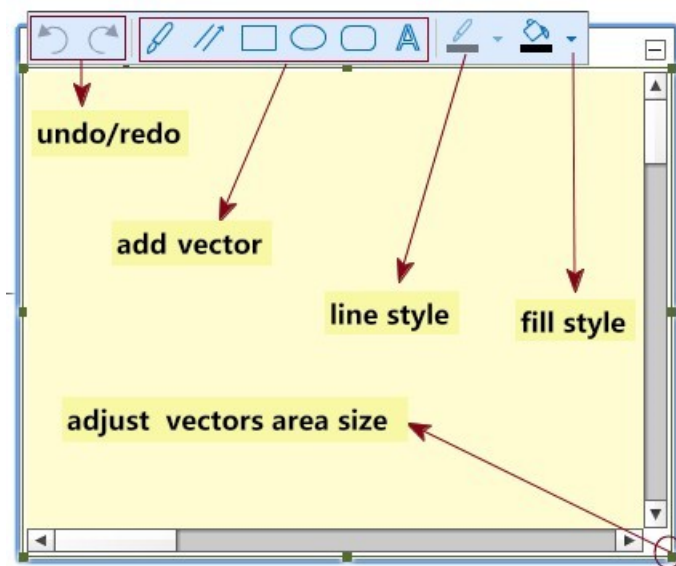 A
undo/redo
add vector
line style
fill style
adjust vectors area size